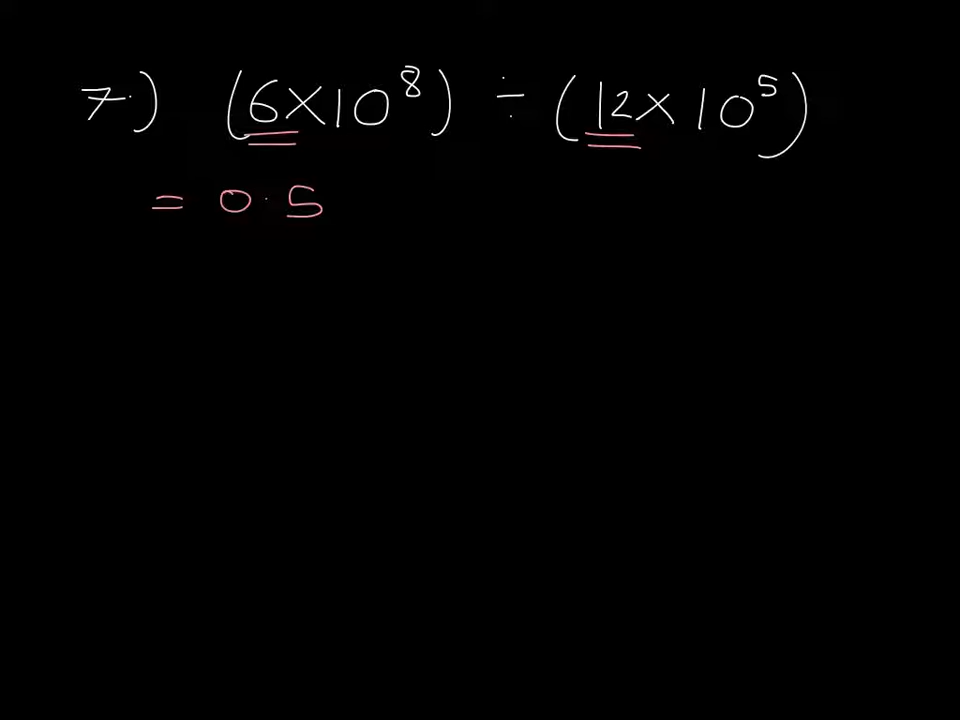 7.) (6×10⁸) ÷ (12×10⁵)
= 0.5